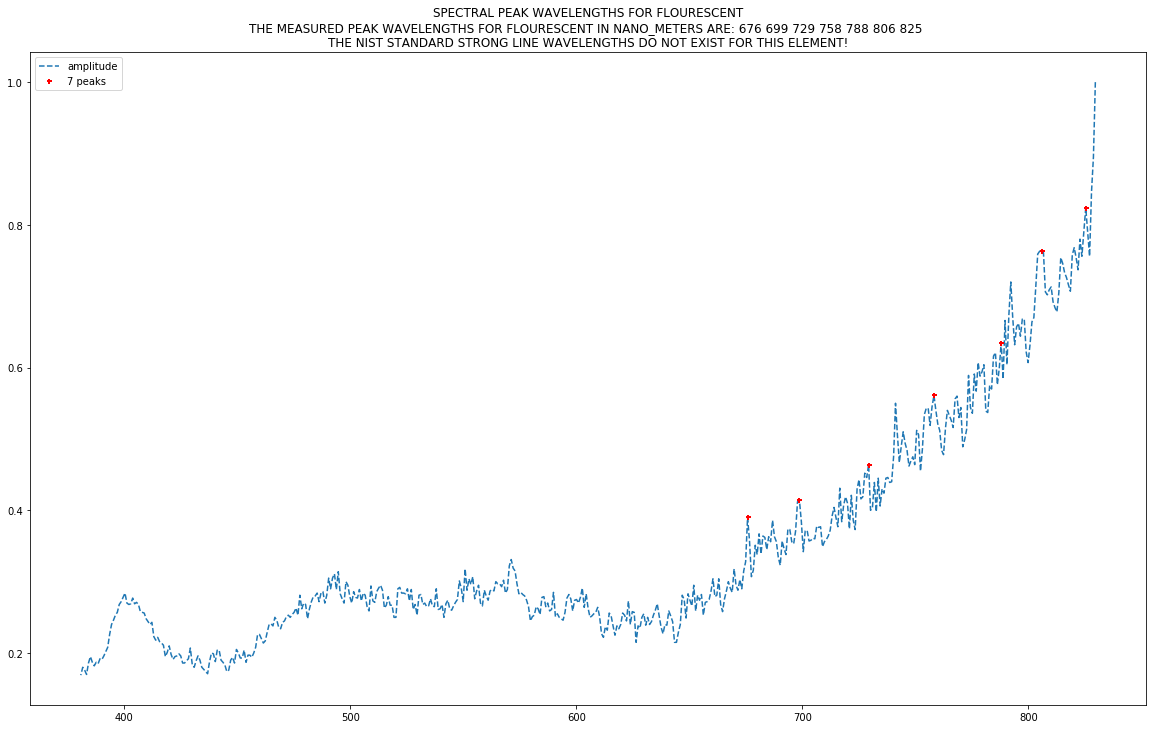 SPECTRAL PEAK WAVELENGTHS FOR FLOURESCENT
THE MEASURED PEAK WAVELENGTHS FOR FLOURESCENT IN NANO_METERS ARE: 676 699 729 758 788 806 825
THE NIST STANDARD STRONG LINE WAVELENGTHS DO NOT EXIST FOR THIS ELEMENT!
amplitude
7 peaks
1.0
0.8
0.6
0.4
0.2
400 500 600 700 800